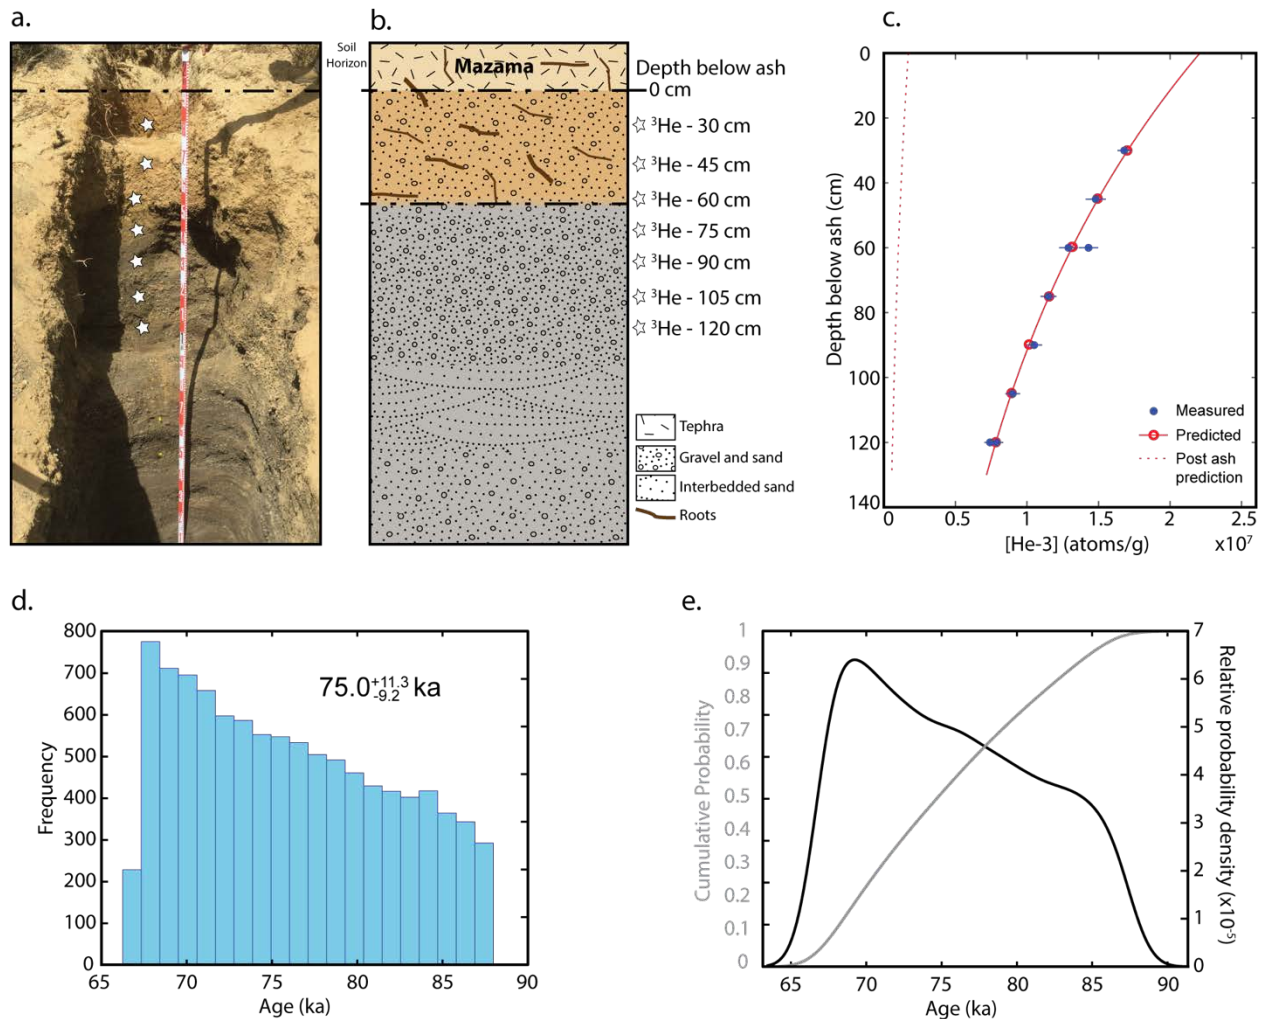 a.
b.
c.
Soil
Horizon
Mazama
Depth below ash
0 cm
³He - 30 cm
³He - 45 cm
³He - 60 cm
³He - 75 cm
³He - 90 cm
³He - 105 cm
³He - 120 cm
Tephra
Gravel and sand
Interbedded sand
Roots
Depth below ash (cm)
0
20
40
60
80
100
120
140
Measured
Predicted
Post ash
prediction
0 0.5 1 1.5 2 2.5
[He-3] (atoms/g)
x10⁷
d.
Frequency
800
700
600
500
400
300
200
100
0
75.0 +11.3 -9.2 ka
65 70 75 80 85 90
Age (ka)
e.
Cumulative Probability
1
0.9
0.8
0.7
0.6
0.5
0.4
0.3
0.2
0.1
0
7
6
5
4
3
2
1
0
Relative probability
density (x10⁻⁵)
65 70 75 80 85 90
Age (ka)